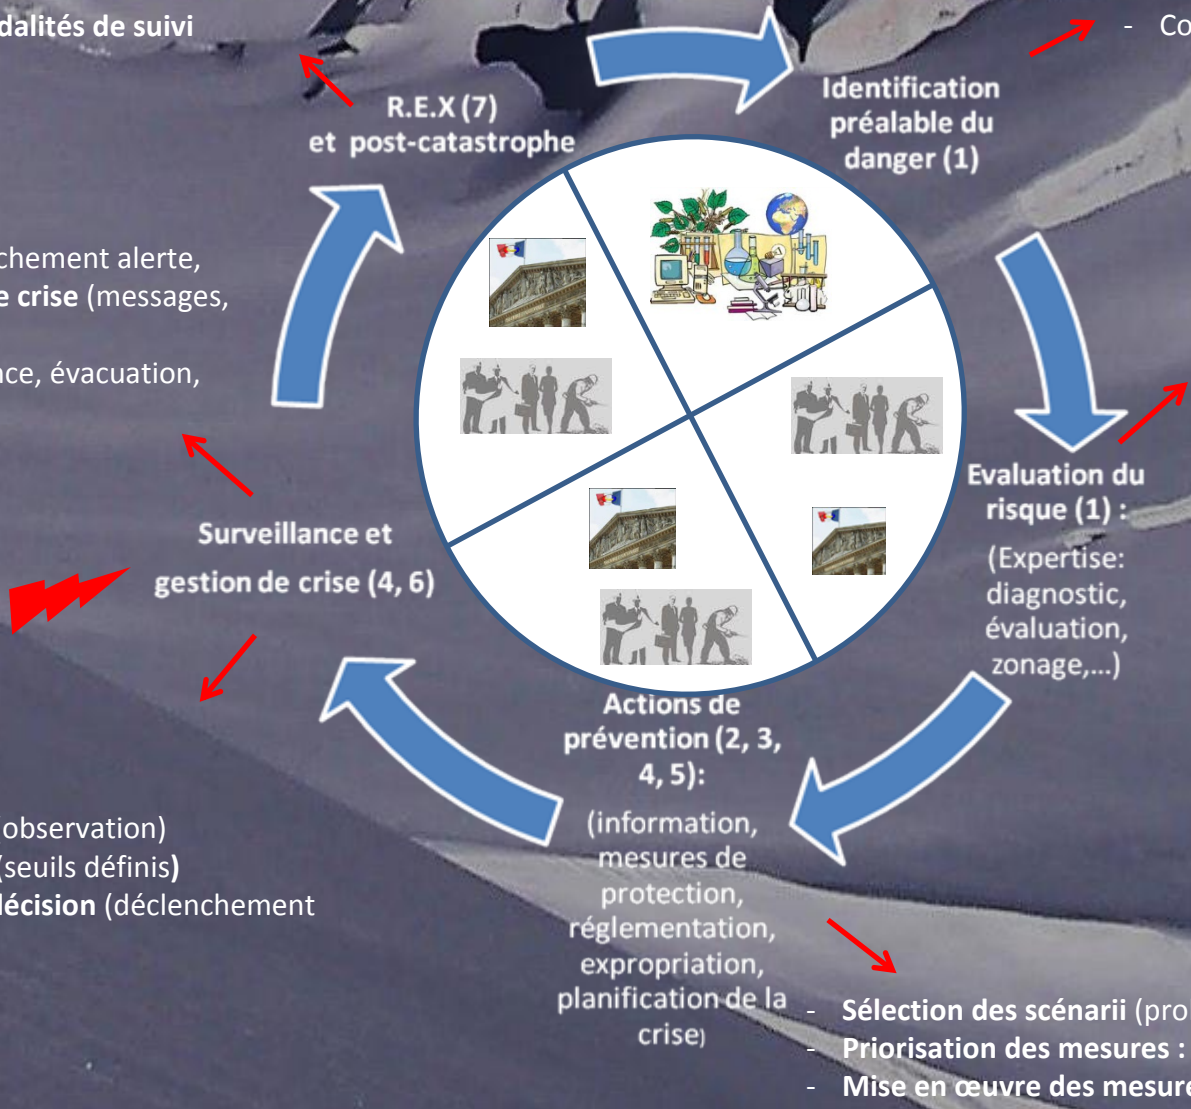 dalités de suivi
- Co
R.E.X (7)
et post-catastrophe
Identification
préalable du
danger (1)
chement alerte,
e crise (messages,
nce, évacuation,
Evaluation du
risque (1) :
(Expertise:
diagnostic,
évaluation,
zonage,...)
Surveillance et
gestion de crise (4, 6)
Actions de
prévention (2, 3,
4, 5):
(information,
mesures de
protection,
réglementation,
expropriation,
planification de la
crise)
observation)
(seuils définis)
décision (déclenchement
- Sélection des scénarii (pro
- Priorisation des mesures :
- Mise en œuvre des mesure